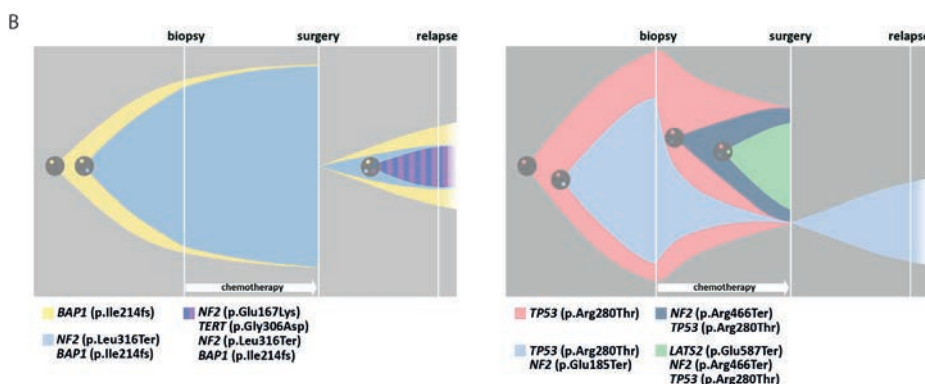 B
biopsy surgery relapse
biopsy surgery relapse
chemotherapy
chemotherapy
BAP1 (p.Ile214fs)
NF2 (p.Leu316Ter)
BAP1 (p.Ile214fs)
NF2 (p.Glu167Lys)
TERT (p.Gly306Asp)
NF2 (p.Leu316Ter)
BAP1 (p.Ile214fs)
TP53 (p.Arg280Thr)
TP53 (p.Arg280Thr)
NF2 (p.Glu185Ter)
NF2 (p.Arg466Ter)
TP53 (p.Arg280Thr)
LATS2 (p.Glu587Ter)
NF2 (p.Arg466Ter)
TP53 (p.Arg280Thr)